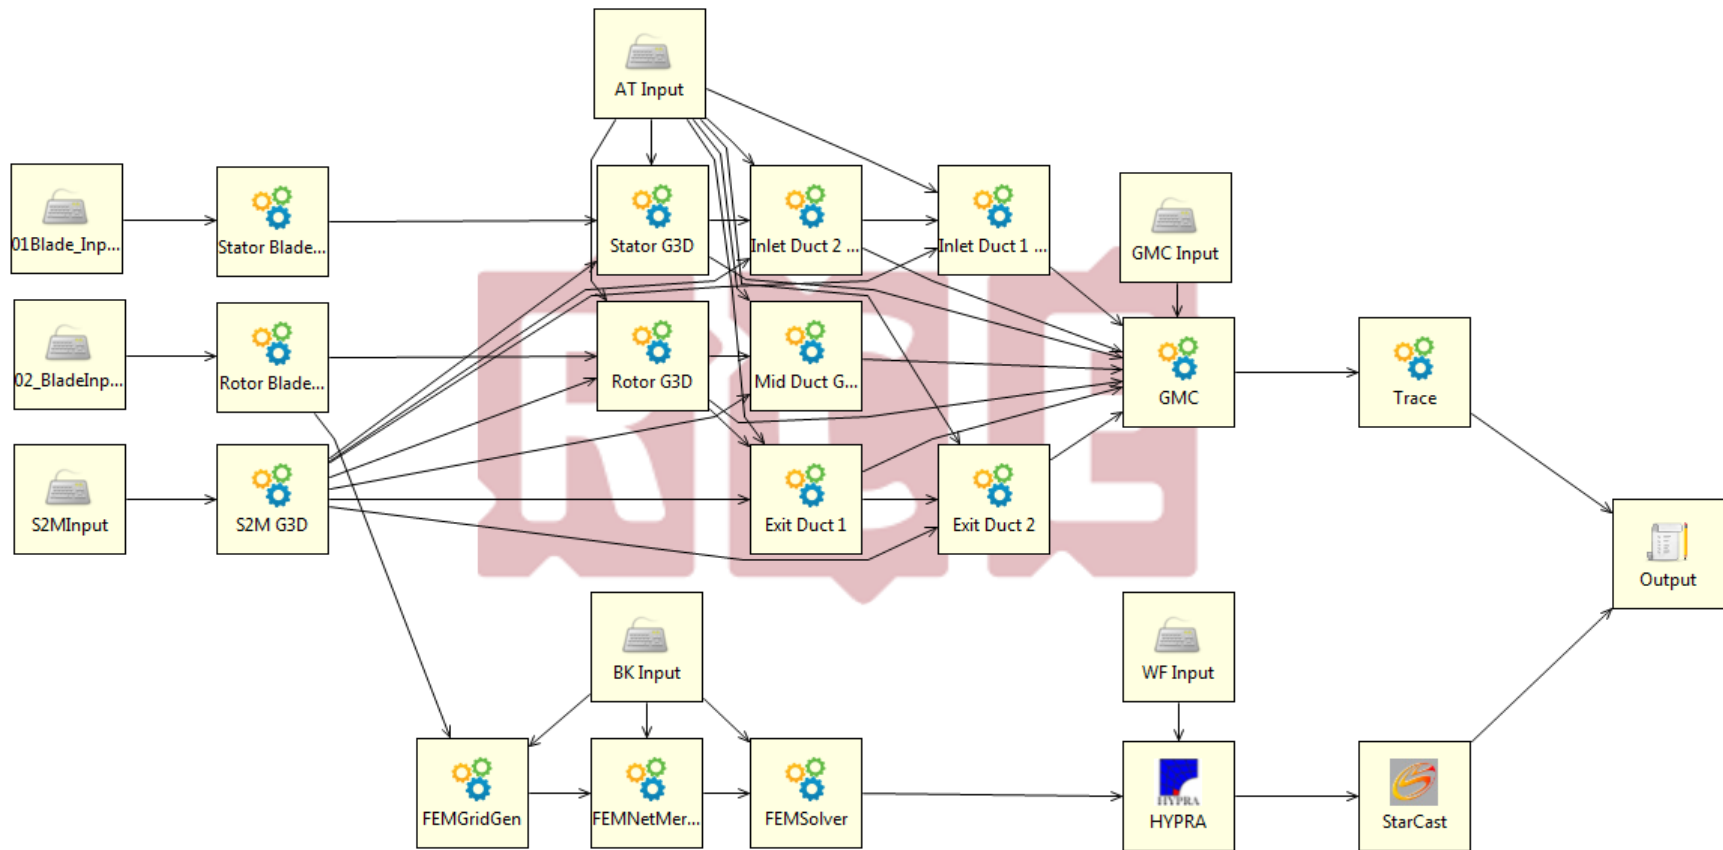 AT Input
01Blade_Inp...
Stator Blade...
Stator G3D
Inlet Duct 2 ...
Inlet Duct 1 ...
GMC Input
02_BladeInp...
Rotor Blade...
Rotor G3D
Mid Duct G...
GMC
Trace
S2MInput
S2M G3D
Exit Duct 1
Exit Duct 2
RCE
Output
BK Input
WF Input
FEMGridGen
FEMNetMer...
FEMSolver
HYPRA
HYPRA
StarCast